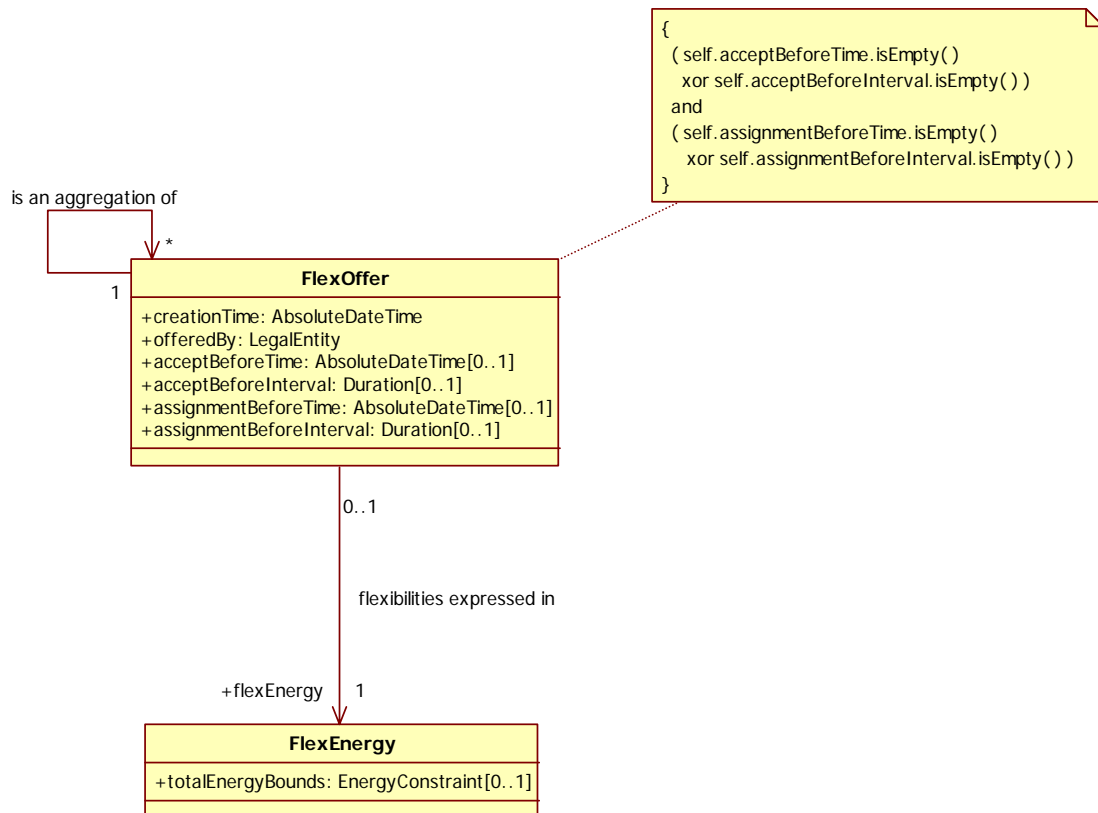 {
( self.acceptBeforeTime.isEmpty()
xor self.acceptBeforeInterval.isEmpty() )
and
( self.assignmentBeforeTime.isEmpty()
xor self.assignmentBeforeInterval.isEmpty() )
}
is an aggregation of
*
1
FlexOffer
+creationTime: AbsoluteDateTime
+offeredBy: LegalEntity
+acceptBeforeTime: AbsoluteDateTime[0..1]
+acceptBeforeInterval: Duration[0..1]
+assignmentBeforeTime: AbsoluteDateTime[0..1]
+assignmentBeforeInterval: Duration[0..1]
0..1
flexibilities expressed in
+flexEnergy 1
FlexEnergy
+totalEnergyBounds: EnergyConstraint[0..1]